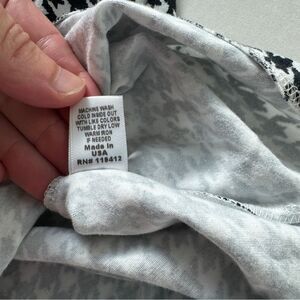 MACHINE WASH
COLD INSIDE OUT
WITH LIKE COLORS
TUMBLE DRY LOW
WARM IRON
IF NEEDED
Made in
USA
RN# 118412